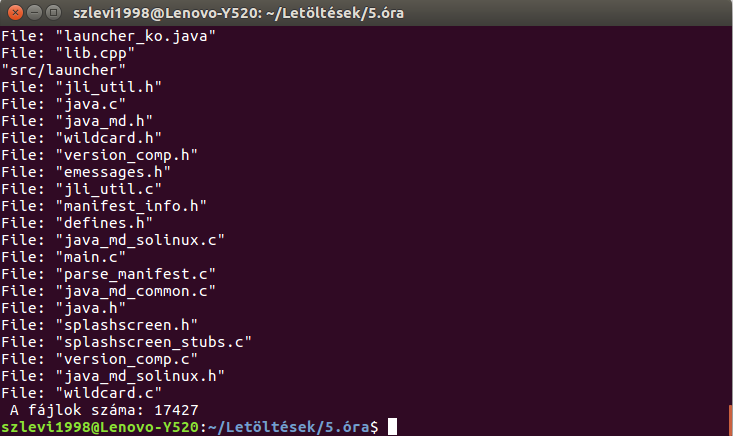 szlevi1998@Lenovo-Y520: ~/Letöltések/5.óra
File: "launcher_ko.java"
File: "lib.cpp"
"src/launcher"
File: "jli_util.h"
File: "java.c"
File: "java_md.h"
File: "wildcard.h"
File: "version_comp.h"
File: "emessages.h"
File: "jli_util.c"
File: "manifest_info.h"
File: "defines.h"
File: "java_md_solinux.c"
File: "main.c"
File: "parse_manifest.c"
File: "java_md_common.c"
File: "java.h"
File: "splashscreen.h"
File: "splashscreen_stubs.c"
File: "version_comp.c"
File: "java_md_solinux.h"
File: "wildcard.c"
 A fájlok száma: 17427
szlevi1998@Lenovo-Y520:~/Letöltések/5.óra$